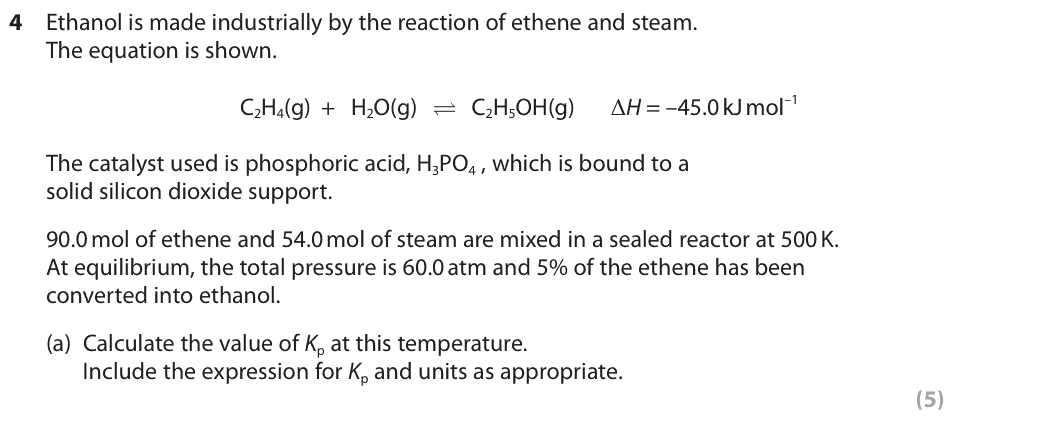 4 Ethanol is made industrially by the reaction of ethene and steam.
The equation is shown.
C₂H₄(g) + H₂O(g) ⇌ C₂H₅OH(g) ΔH = –45.0 kJ mol⁻¹
The catalyst used is phosphoric acid, H₃PO₄ , which is bound to a
solid silicon dioxide support.
90.0 mol of ethene and 54.0 mol of steam are mixed in a sealed reactor at 500 K.
At equilibrium, the total pressure is 60.0 atm and 5% of the ethene has been
converted into ethanol.
(a) Calculate the value of Kₚ at this temperature.
Include the expression for Kₚ and units as appropriate.
(5)